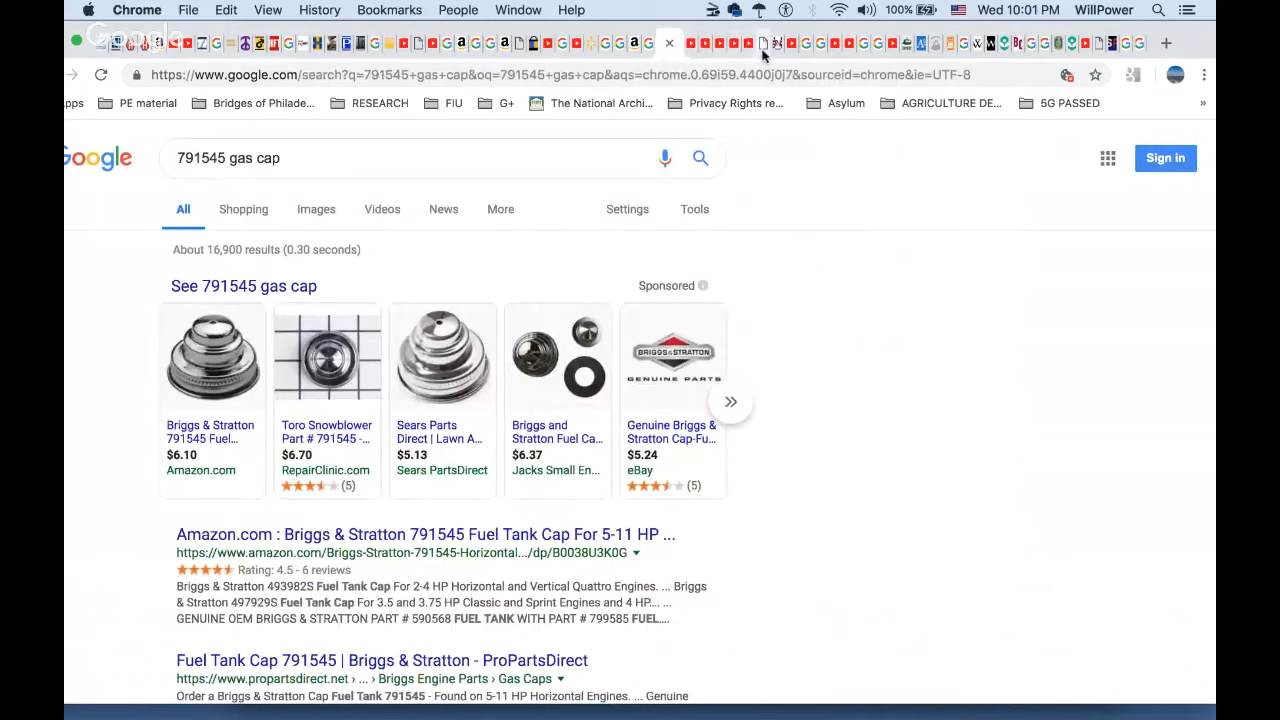 Chrome File Edit View History Bookmarks People Window Help 100% Wed 10:01 PM WillPower
Google
https://www.google.com/search?q=791545+gas+cap&oq=791545+gas+cap&aqs=chrome.0.69i59.4400j0j7&sourceid=chrome&ie=UTF-8
pps PE material Bridges of Philade... RESEARCH FIU G+ The National Archi... Privacy Rights re... Asylum AGRICULTURE DE... 5G PASSED »
Google 791545 gas cap Sign in
All Shopping Images Videos News More Settings Tools
About 16,900 results (0.30 seconds)
See 791545 gas cap Sponsored
BRIGGS&STRATTON
GENUINE PARTS
Briggs & Stratton
791545 Fuel...
$6.10
Amazon.com
Toro Snowblower
Part # 791545 -...
$6.70
RepairClinic.com
(5)
Sears Parts
Direct | Lawn A...
$5.13
Sears PartsDirect
Briggs and
Stratton Fuel Ca...
$6.37
Jacks Small En...
Genuine Briggs &
Stratton Cap-Fu...
$5.24
eBay
(5)
Amazon.com : Briggs & Stratton 791545 Fuel Tank Cap For 5-11 HP ...
https://www.amazon.com/Briggs-Stratton-791545-Horizontal.../dp/B0038U3K0G
Rating: 4.5 - 6 reviews
Briggs & Stratton 493982S Fuel Tank Cap For 2-4 HP Horizontal and Vertical Quattro Engines. ... Briggs
& Stratton 497929S Fuel Tank Cap For 3.5 and 3.75 HP Classic and Sprint Engines and 4 HP.... ...
GENUINE OEM BRIGGS & STRATTON PART # 590568 FUEL TANK WITH PART # 799585 FUEL....
Fuel Tank Cap 791545 | Briggs & Stratton - ProPartsDirect
https://www.propartsdirect.net › ... › Briggs Engine Parts › Gas Caps
Order a Briggs & Stratton Cap Fuel Tank 791545 - Found on 5-11 HP Horizontal Engines. ... Genuine